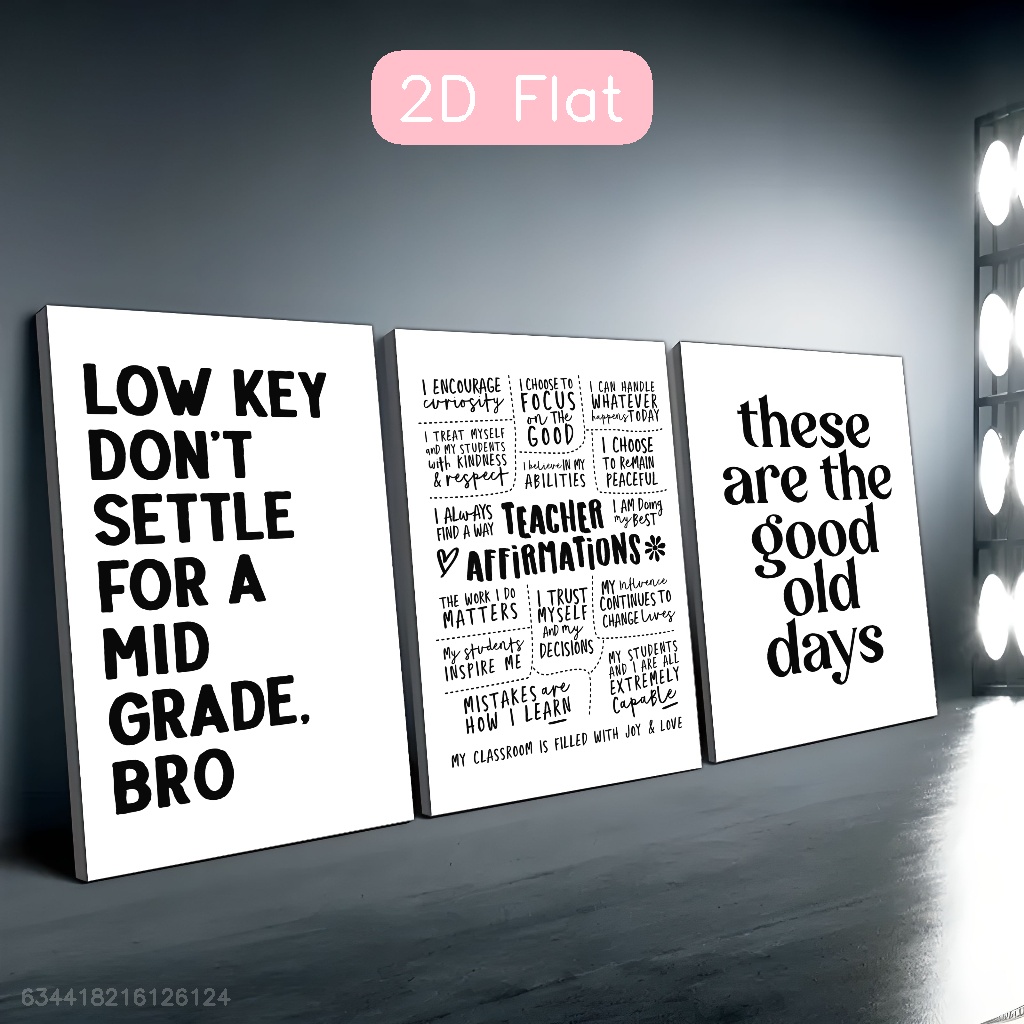 2D Flat
LOW KEY
DON'T
SETTLE
FOR A
MID
GRADE.
BRO
I ENCOURAGE
curiosity
I CHOOSE TO
FOCUS
on THE
GOOD
I CAN HANDLE
WHATEVER
happens TODAY
I TREAT MYSELF
and MY STUDENTS
with KINDNESS
& respect
I believe IN MY
ABILITIES
I CHOOSE
TO REMAIN
PEACEFUL
I ALWAYS
FIND A WAY
TEACHER
AFFIRMATIONS
I AM Doing
my BEST
THE WORK I DO
MATTERS
I TRUST
MYSELF
AND my
DECISIONS
MY Influence
CONTINUES TO
CHANGE lives
My students
INSPIRE ME
MY STUDENTS
AND I ARE ALL
EXTREMELY
Capable
MISTAKES are
HOW I LEARN
MY CLASSROOM IS FILLED WITH JOY & LOVE
these
are the
good
old
days
634418216126124